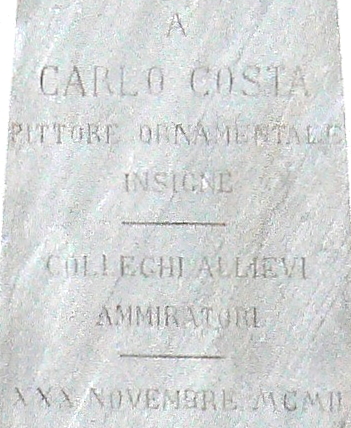 A
CARLO COSTA
PITTORE ORNAMENTALE
INSIGNE
COLLEGHI ALLIEVI
AMMIRATORI
XXX NOVEMBRE MCMII